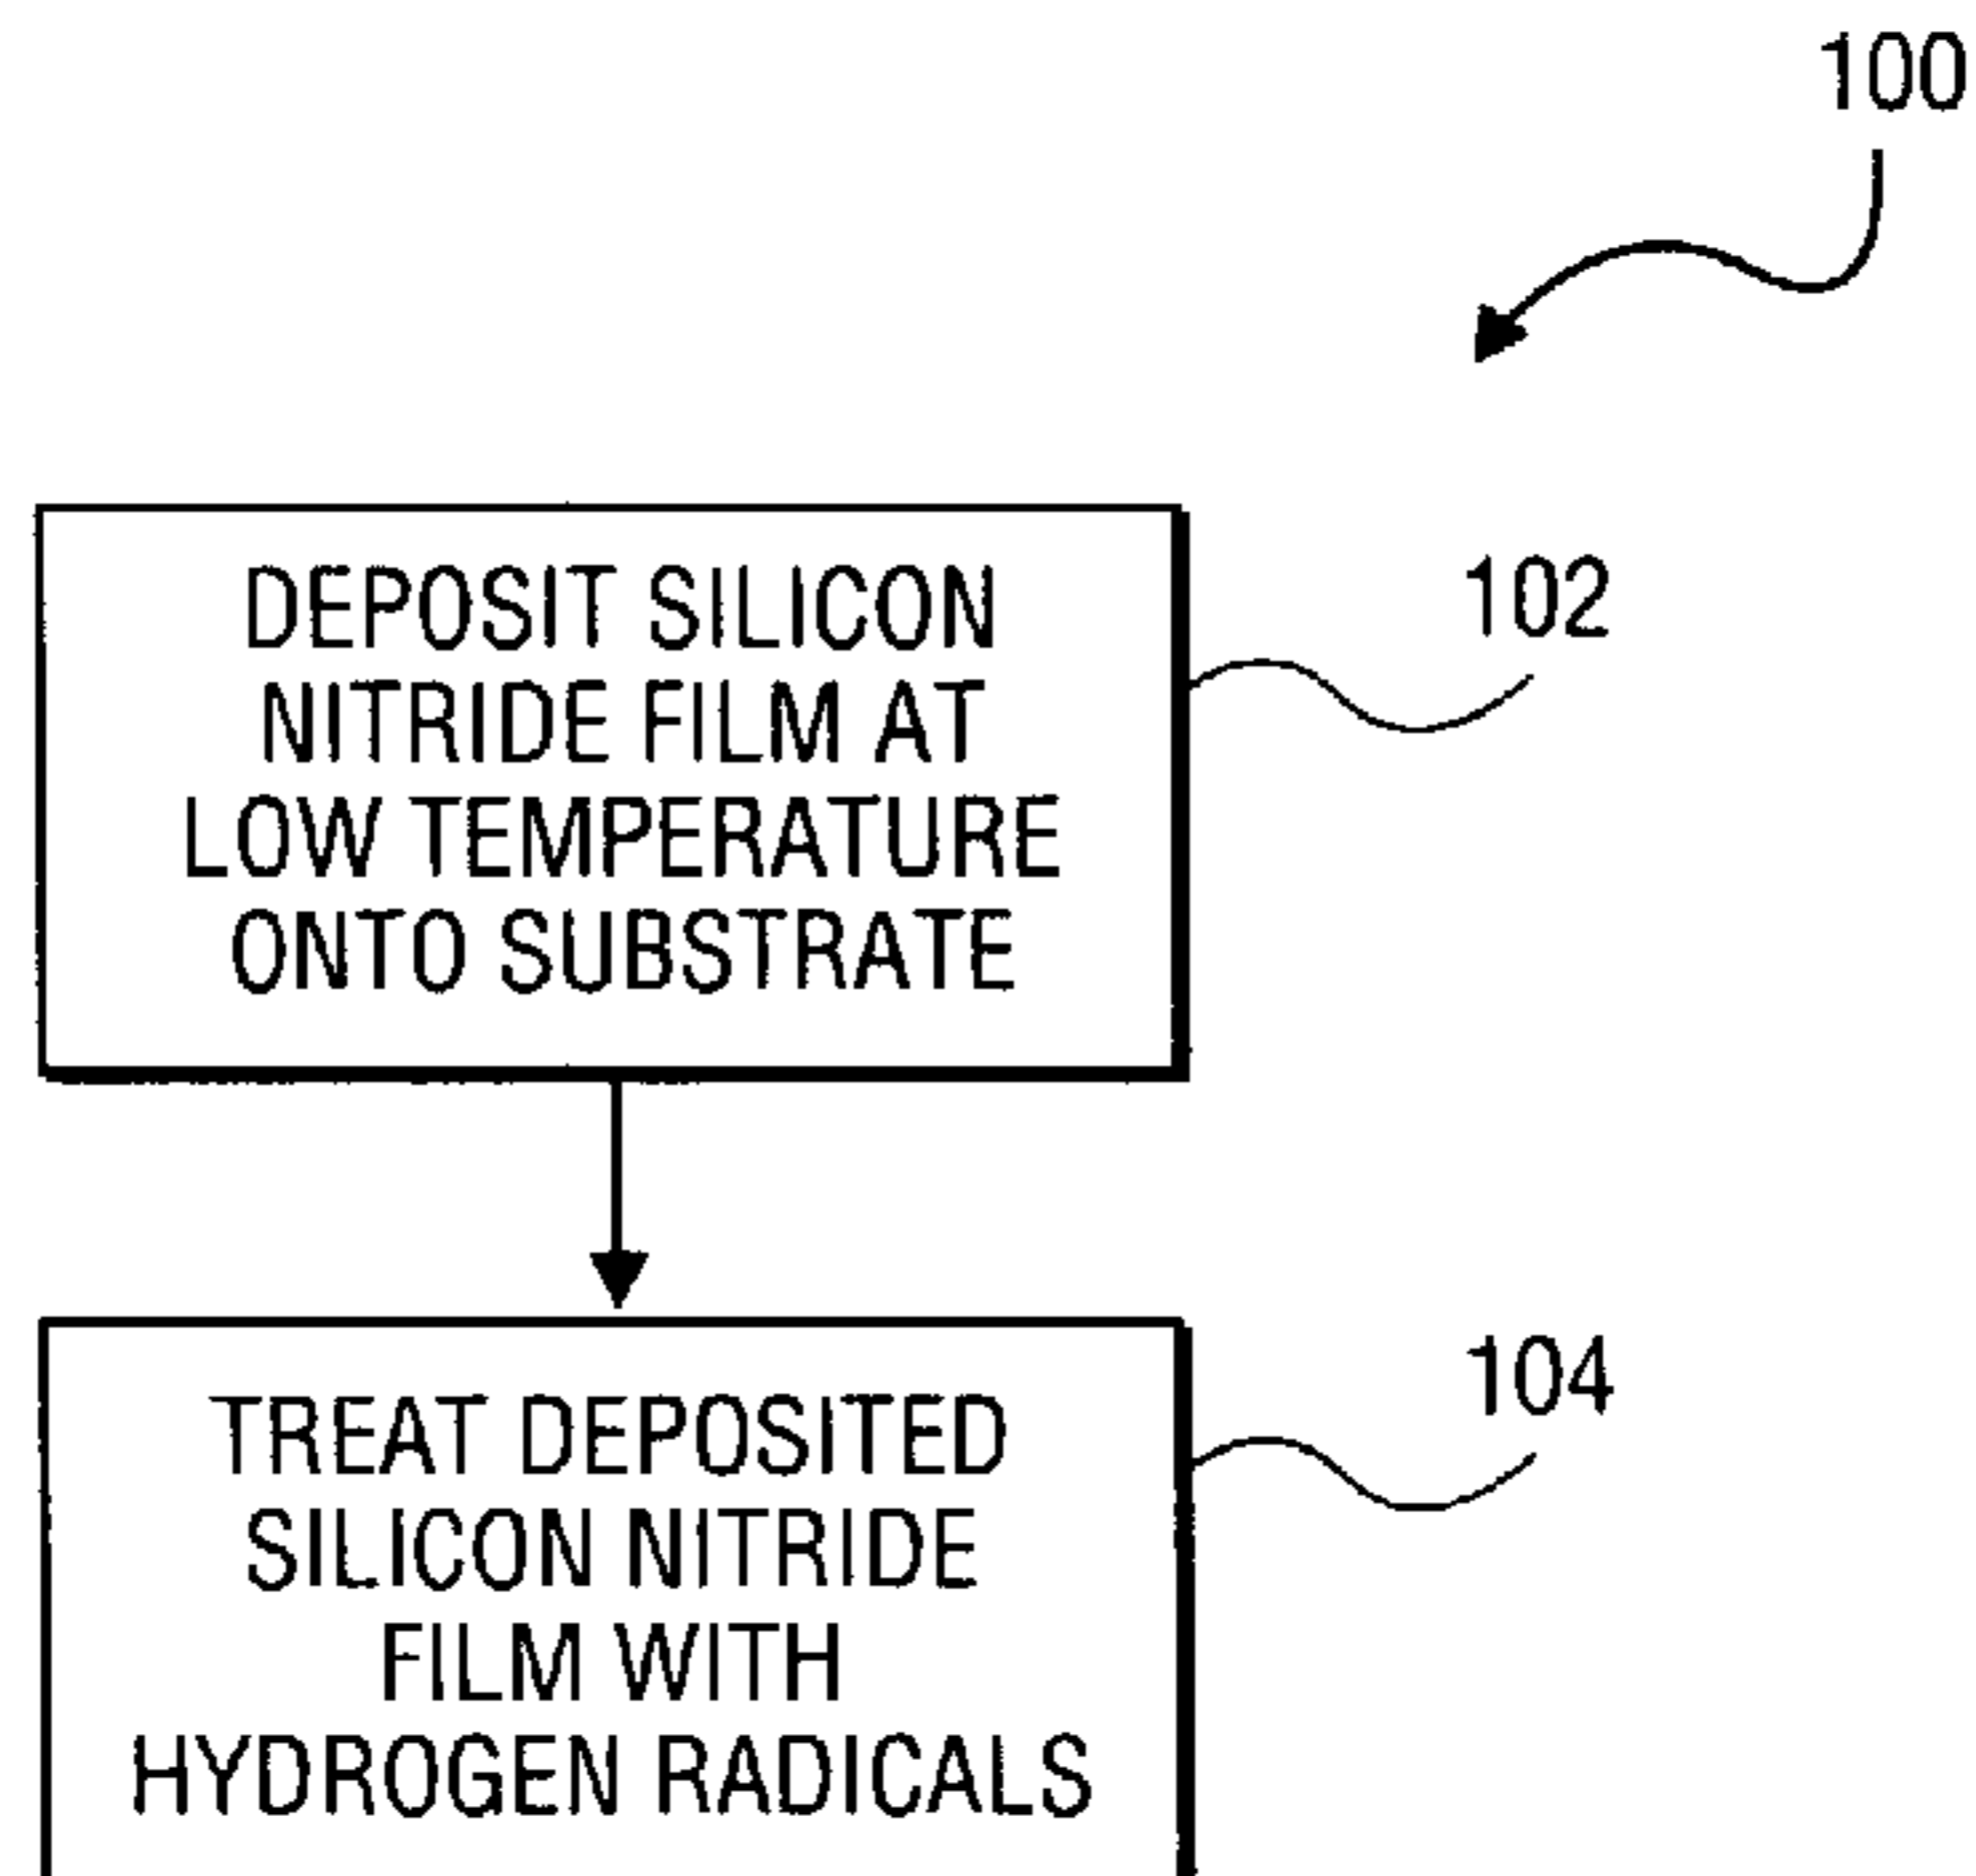 100
DEPOSIT SILICON
NITRIDE FILM AT
LOW TEMPERATURE
ONTO SUBSTRATE
102
TREAT DEPOSITED
SILICON NITRIDE
FILM WITH
HYDROGEN RADICALS
104